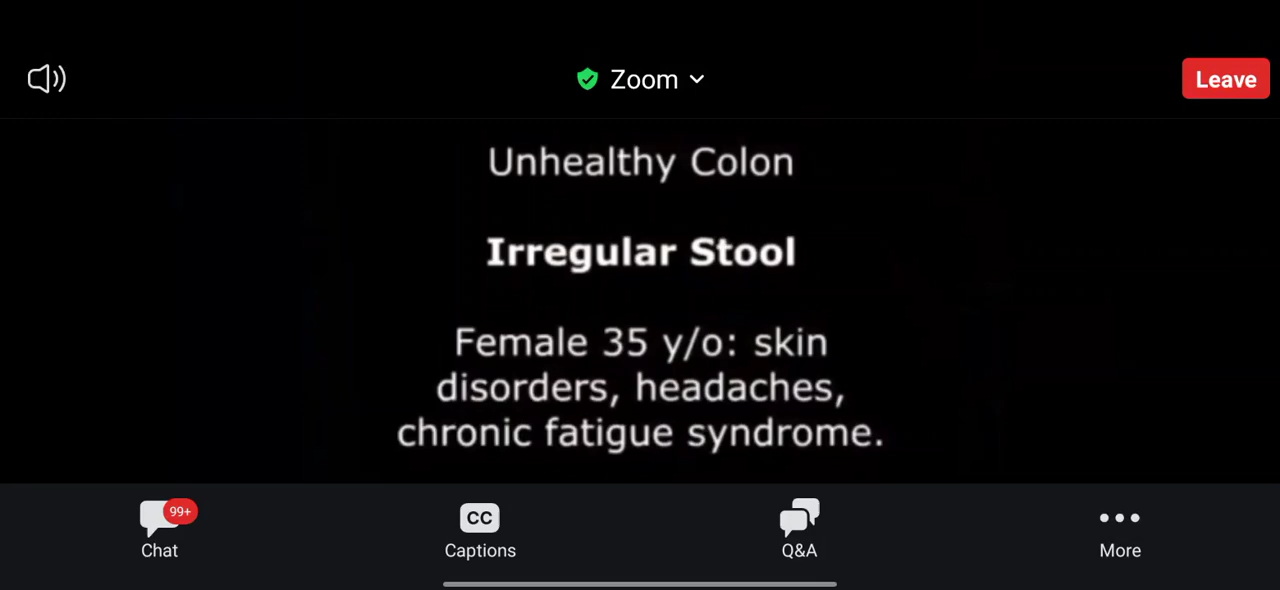 Zoom
Leave
Unhealthy Colon
Irregular Stool
Female 35 y/o: skin
disorders, headaches,
chronic fatigue syndrome.
99+
CC
Chat
Captions
Q&A
More